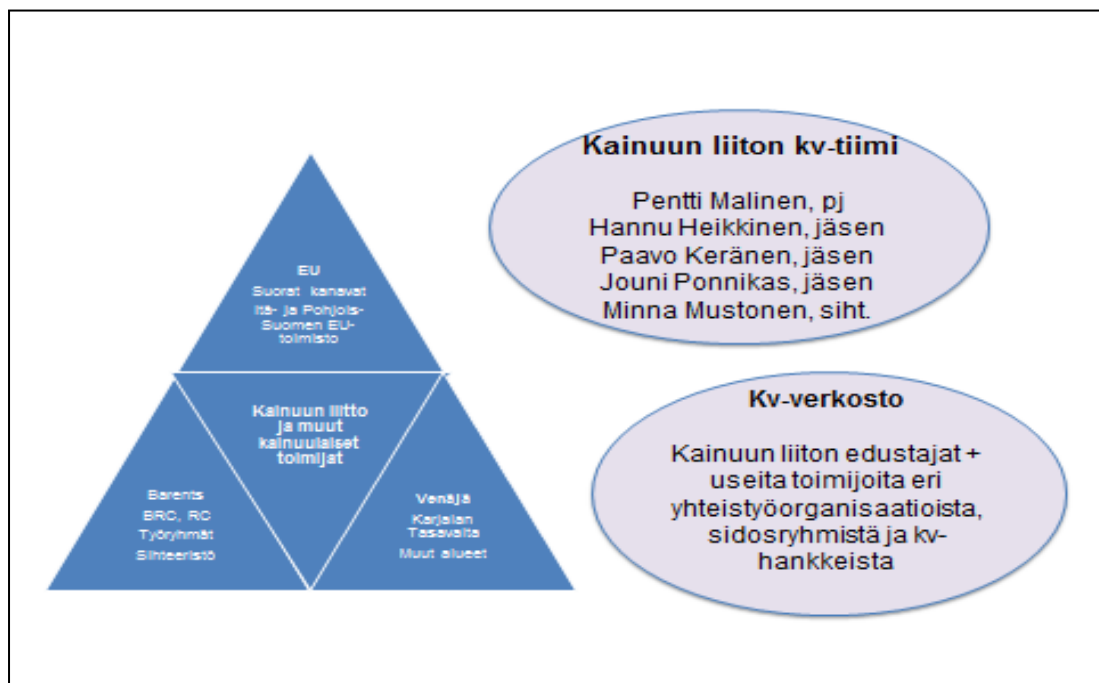 EU
Suorat kanavat
Itä- ja Pohjois-
Suomen EU-
toimisto
Kainuun liitto
ja muut
kainuulaiset
toimijat
Barents
BRC, RC
Työryhmät
Sihteeristö
Venäjä
Karjalan
Tasavalta
Muut alueet
Kainuun liiton kv-tiimi
Pentti Malinen, pj
Hannu Heikkinen, jäsen
Paavo Keränen, jäsen
Jouni Ponnikas, jäsen
Minna Mustonen, siht.
Kv-verkosto
Kainuun liiton edustajat +
useita toimijoita eri
yhteistyöorganisaatioista,
sidosryhmistä ja kv-
hankkeista